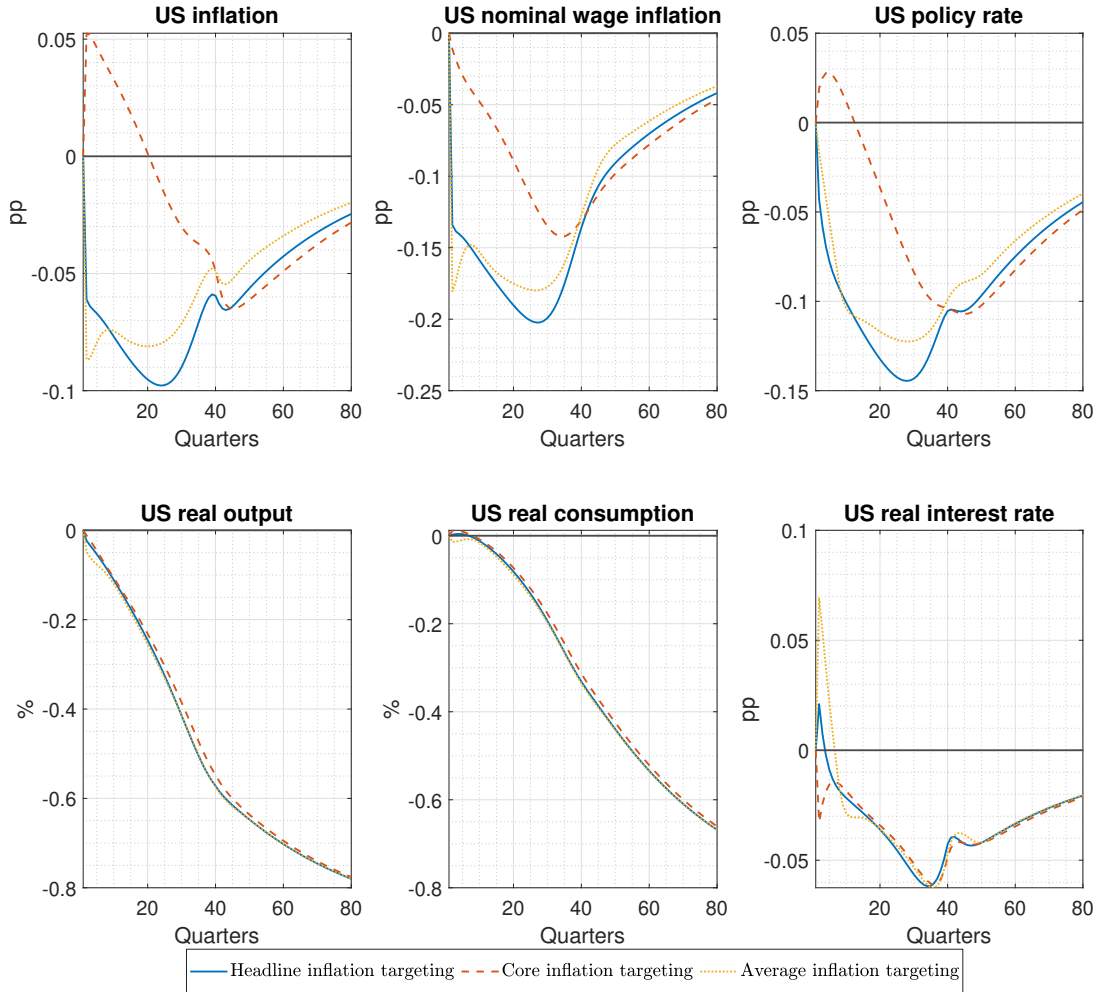 US inflation
US nominal wage inflation
US policy rate
0.05
0
-0.05
-0.1
pp
20 40 60 80
Quarters
0
-0.05
-0.1
-0.15
-0.2
-0.25
pp
20 40 60 80
Quarters
0
-0.05
-0.1
-0.15
pp
20 40 60 80
Quarters
US real output
US real consumption
US real interest rate
0
-0.2
-0.4
-0.6
-0.8
%
20 40 60 80
Quarters
0
-0.2
-0.4
-0.6
-0.8
%
20 40 60 80
Quarters
0.1
0.05
0
-0.05
pp
20 40 60 80
Quarters
Headline inflation targeting Core inflation targeting Average inflation targeting